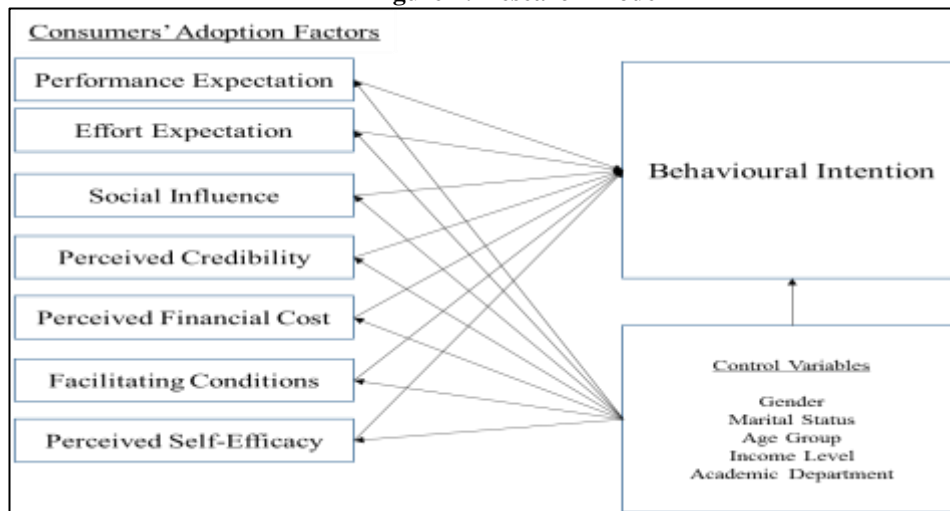 Consumers' Adoption Factors
Performance Expectation
Effort Expectation
Social Influence
Perceived Credibility
Perceived Financial Cost
Facilitating Conditions
Perceived Self-Efficacy
Behavioural Intention
Control Variables
Gender
Marital Status
Age Group
Income Level
Academic Department